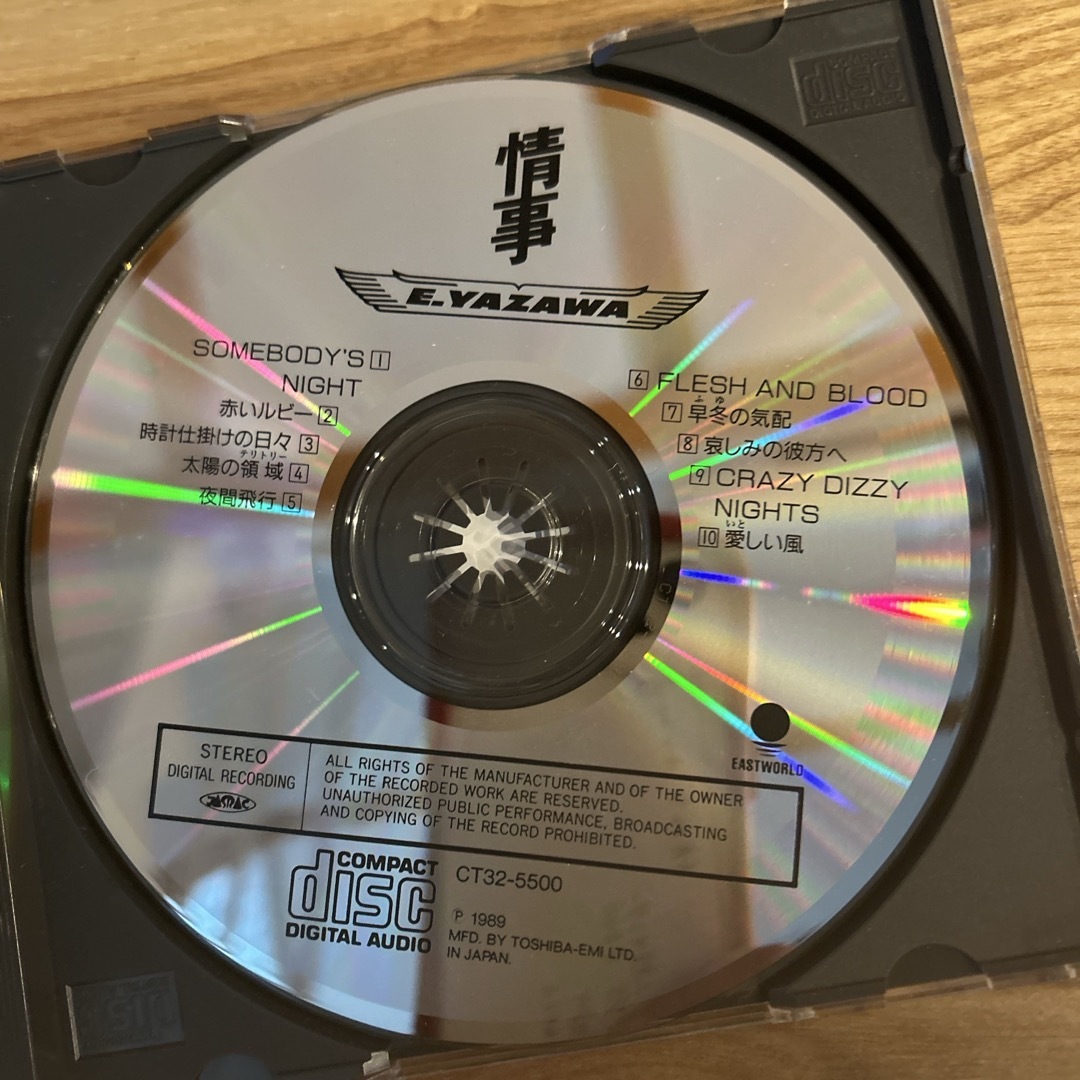 情事
E.YAZAWA
SOMEBODY'S 1
NIGHT
赤いルビー 2
時計仕掛けの日々 3
テリトリー
太陽の領域 4
夜間飛行 5
6 FLESH AND BLOOD
ふゆ
7 早冬の気配
8 哀しみの彼方へ
9 CRAZY DIZZY
NIGHTS
いと
10 愛しい風
EASTWORLD
STEREO
DIGITAL RECORDING
JASRAC
ALL RIGHTS OF THE MANUFACTURER AND OF THE OWNER
OF THE RECORDED WORK ARE RESERVED.
UNAUTHORIZED PUBLIC PERFORMANCE, BROADCASTING
AND COPYING OF THE RECORD PROHIBITED.
COMPACT
disc
DIGITAL AUDIO
CT32-5500
℗ 1989
MFD. BY TOSHIBA-EMI LTD.
IN JAPAN.
disc